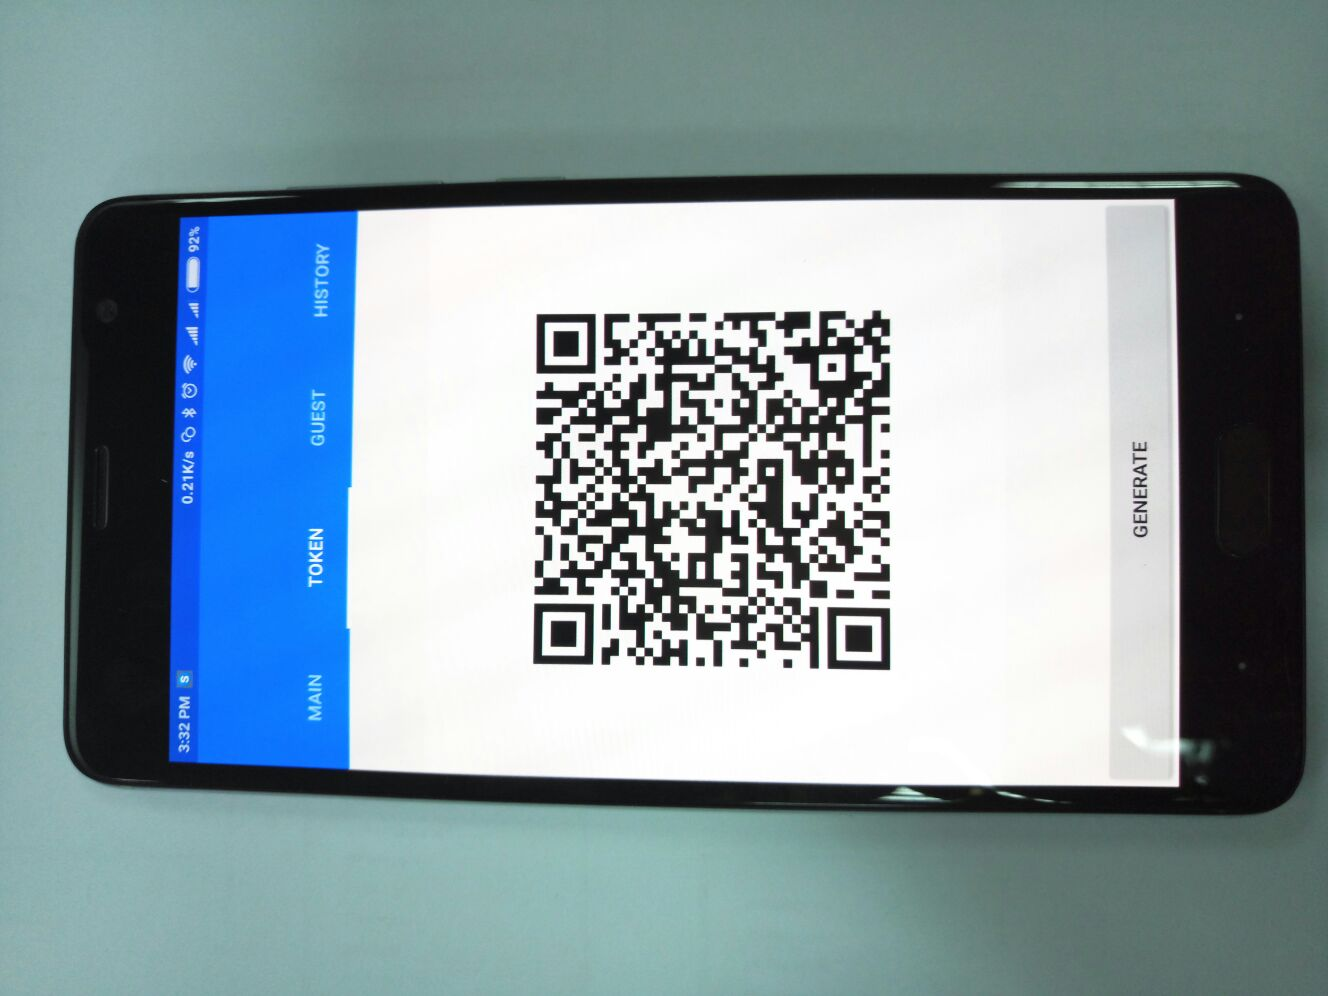 3:32 PM S 0.21K/s 92%
MAIN TOKEN GUEST HISTORY
GENERATE